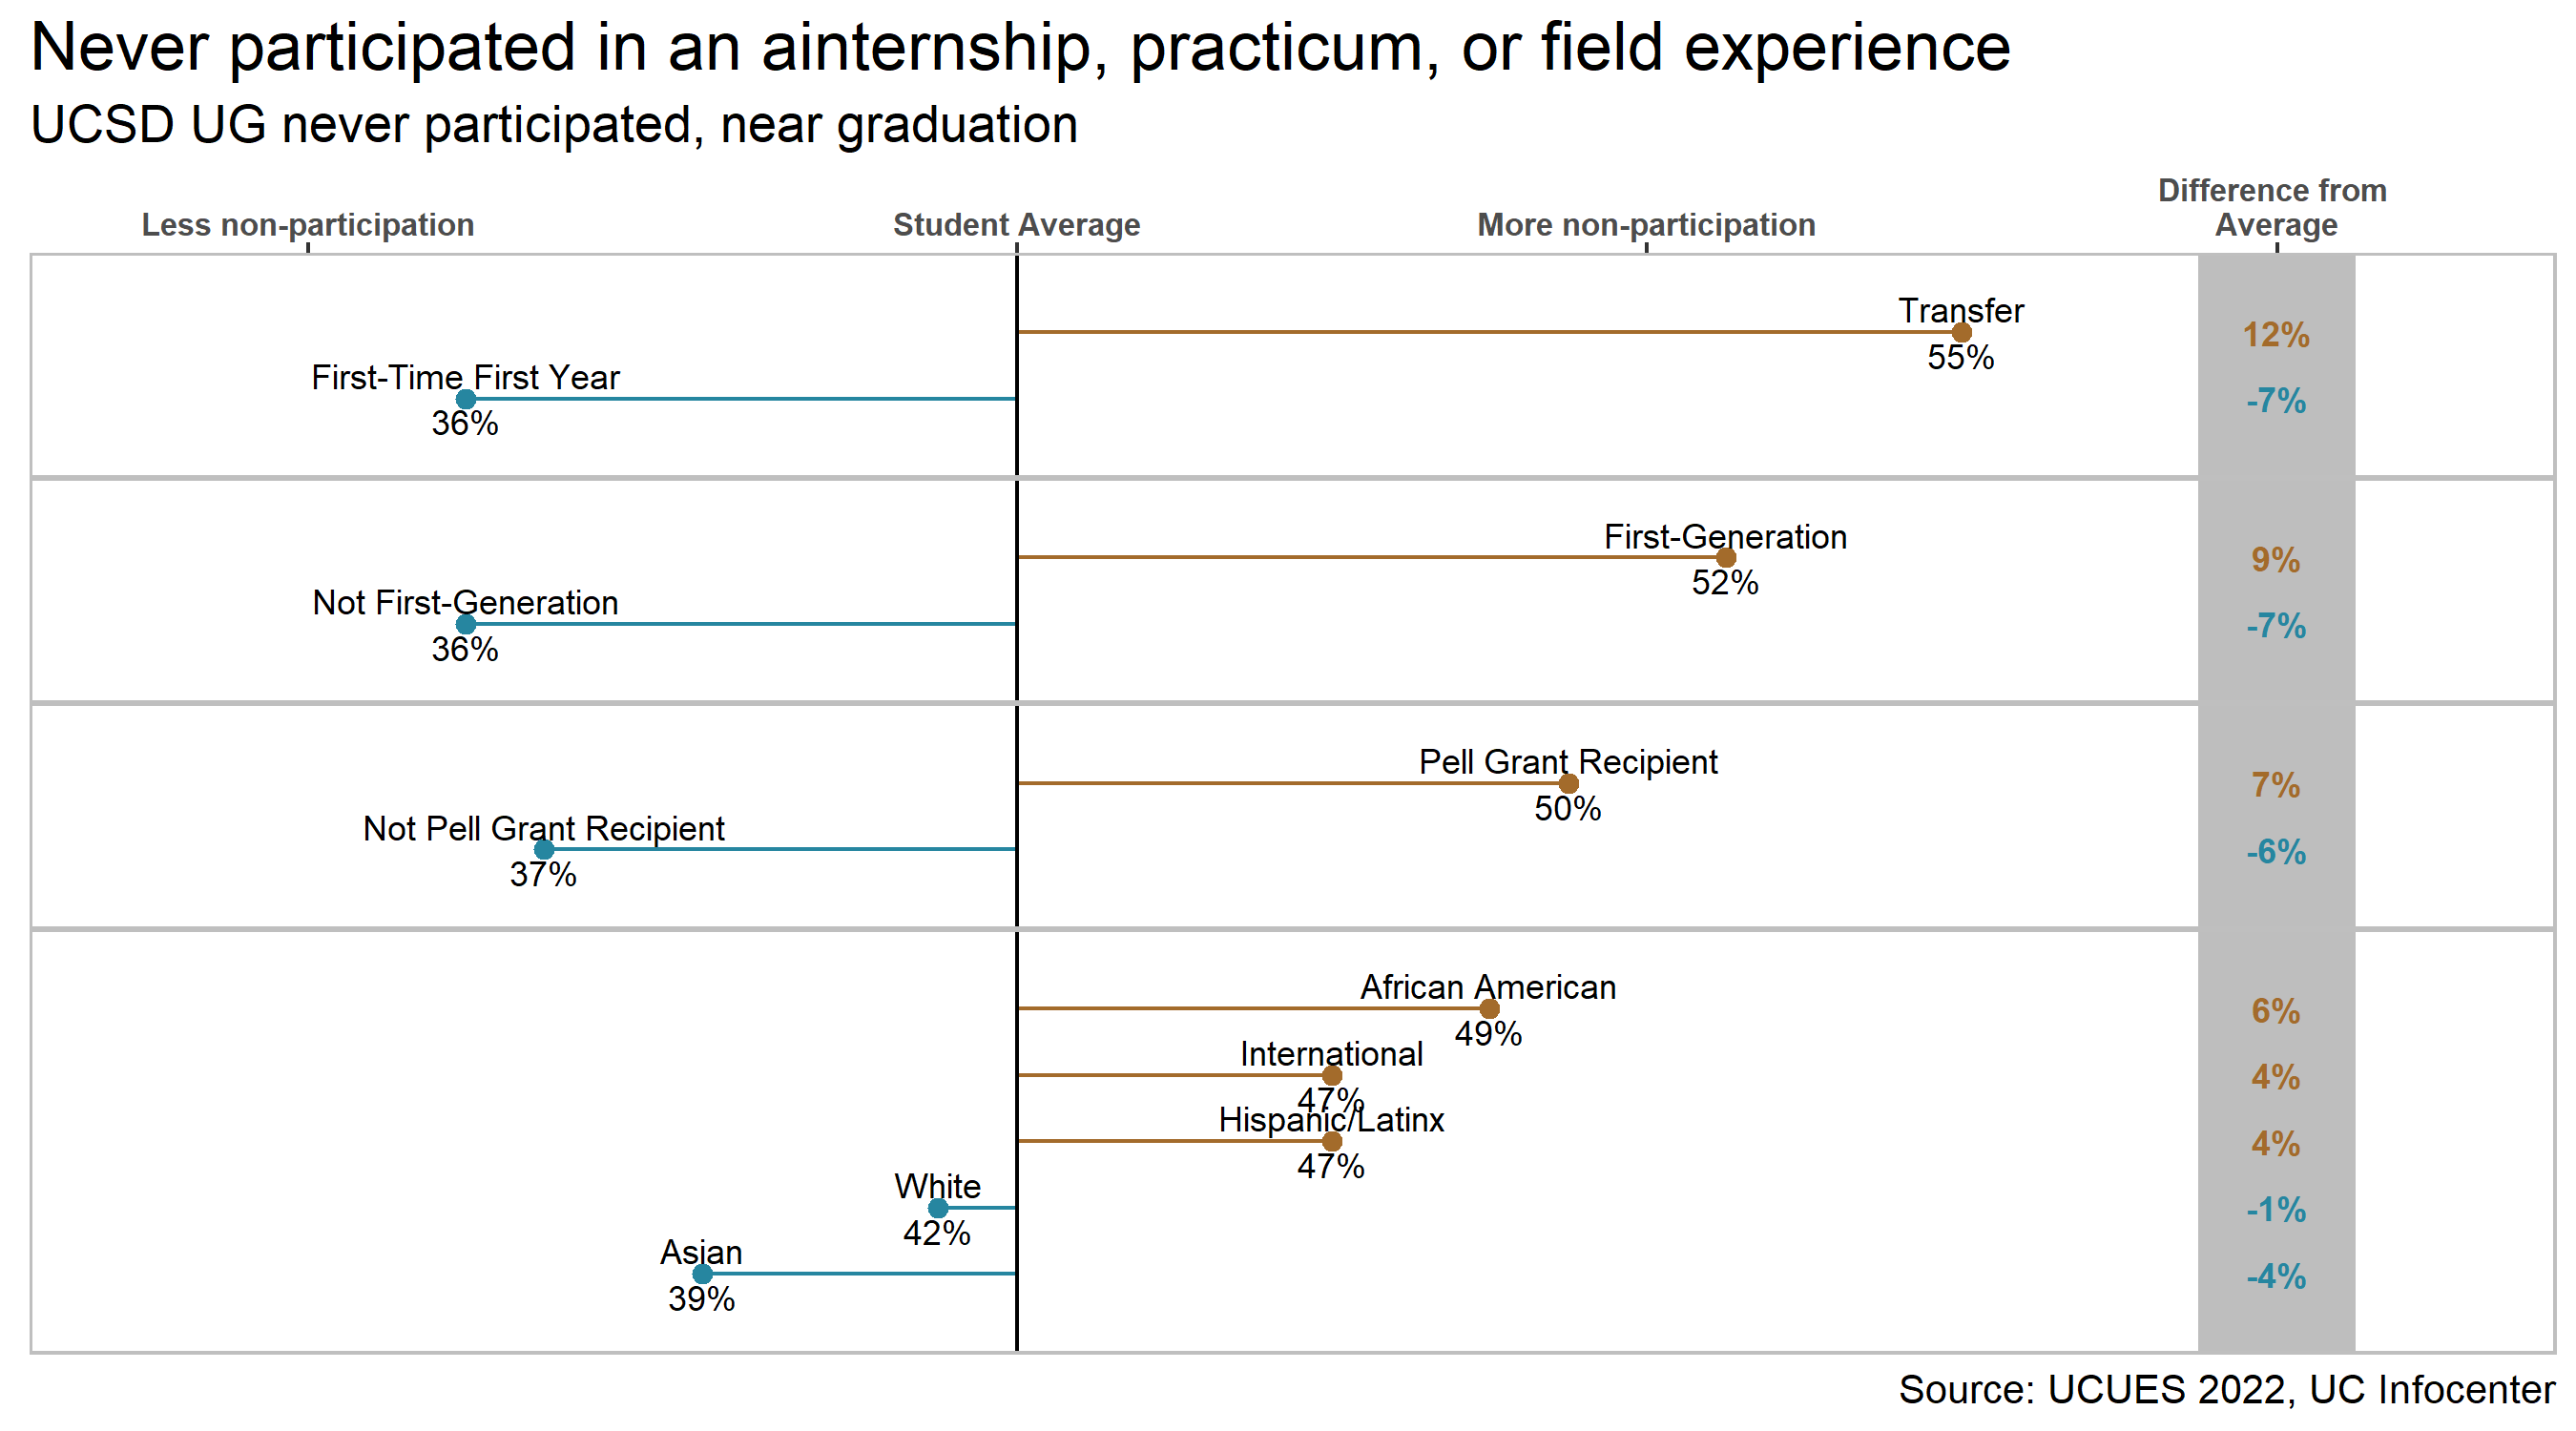 Never participated in an ainternship, practicum, or field experience
UCSD UG never participated, near graduation
Less non-participation
Student Average
More non-participation
Difference from
Average
Transfer
55%
12%
First-Time First Year
36%
-7%
First-Generation
52%
9%
Not First-Generation
36%
-7%
Pell Grant Recipient
50%
7%
Not Pell Grant Recipient
37%
-6%
African American
49%
6%
International
47%
4%
Hispanic/Latinx
47%
4%
White
42%
-1%
Asian
39%
-4%
Source: UCUES 2022, UC Infocenter